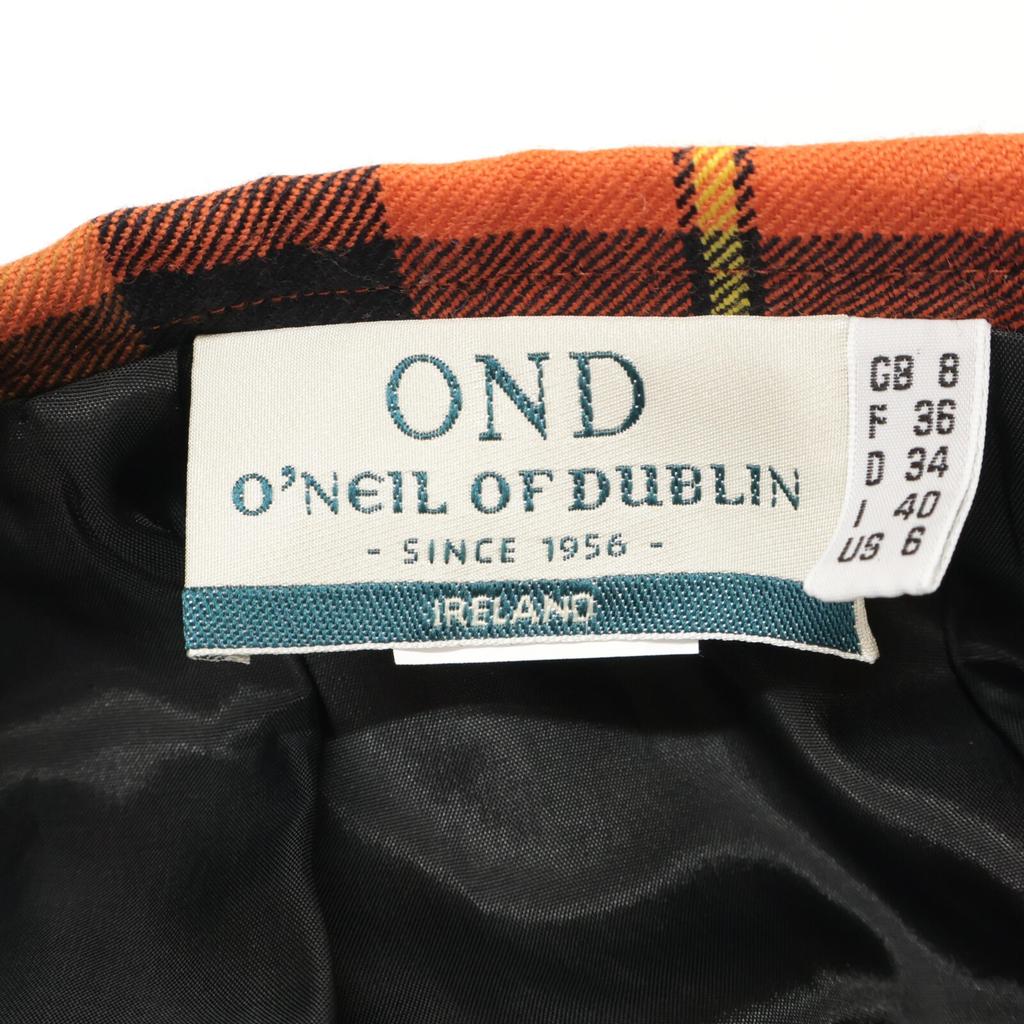 OND
O'NEIL OF DUBLIN
- SINCE 1956 -
IRELAND
GB 8
F 36
D 34
I 40
US 6